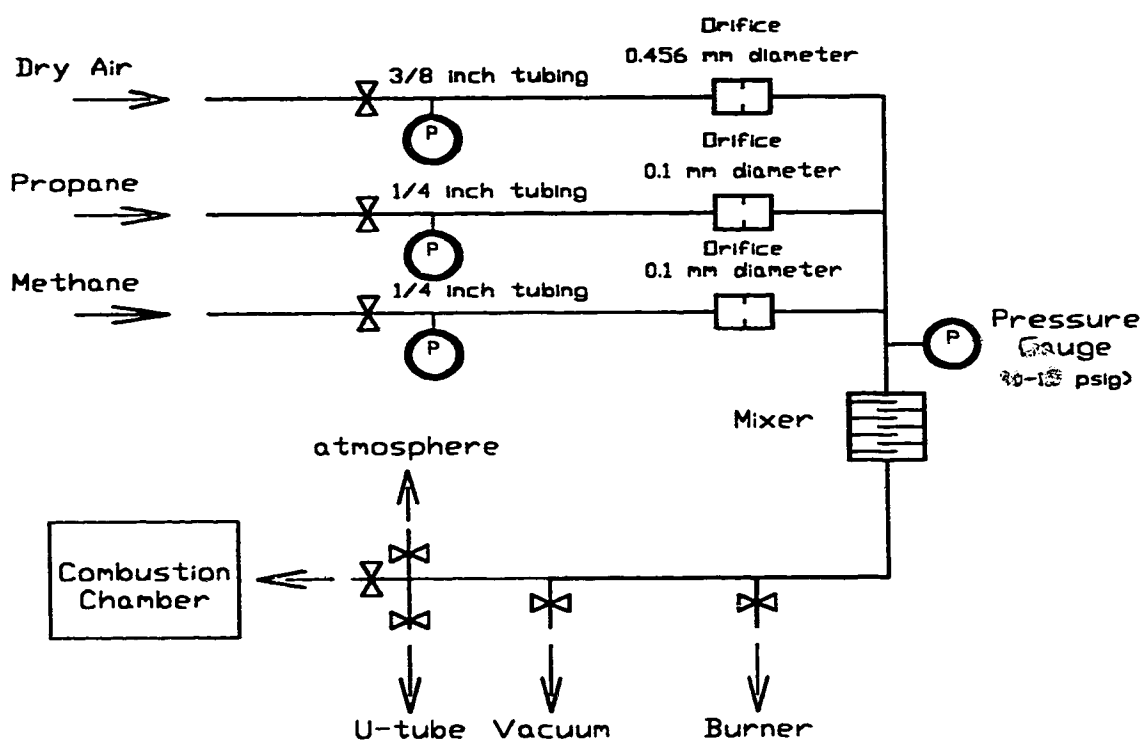 Orifice
0.456 mm diameter
Dry Air
3/8 inch tubing
P
Orifice
0.1 mm diameter
Propane
1/4 inch tubing
P
Orifice
0.1 mm diameter
Methane
1/4 inch tubing
P
P
Pressure
Gauge
psig)
Mixer
atmosphere
Combustion
Chamber
U-tube
Vacuum
Burner